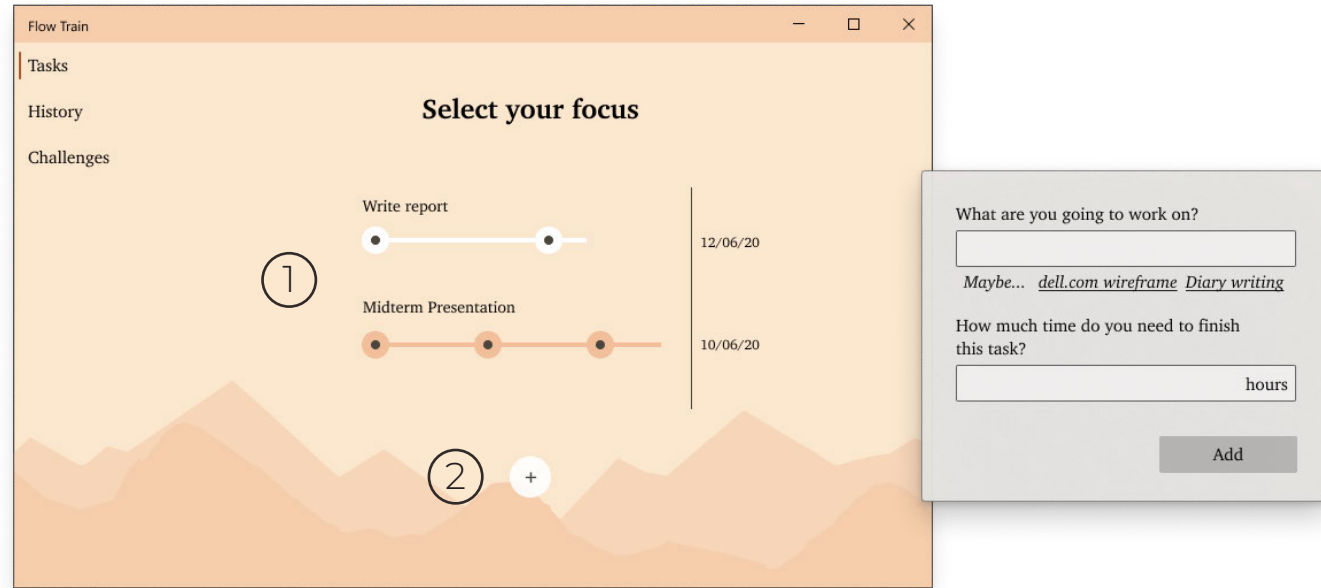 Flow Train
Tasks
History
Challenges
Select your focus
Write report
12/06/20
1
Midterm Presentation
10/06/20
2
+
What are you going to work on?
Maybe... dell.com wireframe Diary writing
How much time do you need to finish
this task?
hours
Add